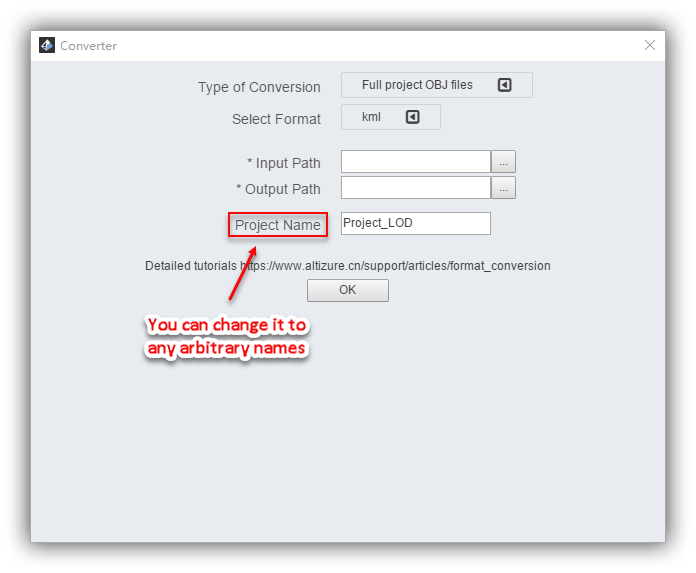 Converter
Type of Conversion Full project OBJ files
Select Format kml
* Input Path ...
* Output Path ...
Project Name Project_LOD
Detailed tutorials https://www.altizure.cn/support/articles/format_conversion
OK
You can change it to
any arbitrary names